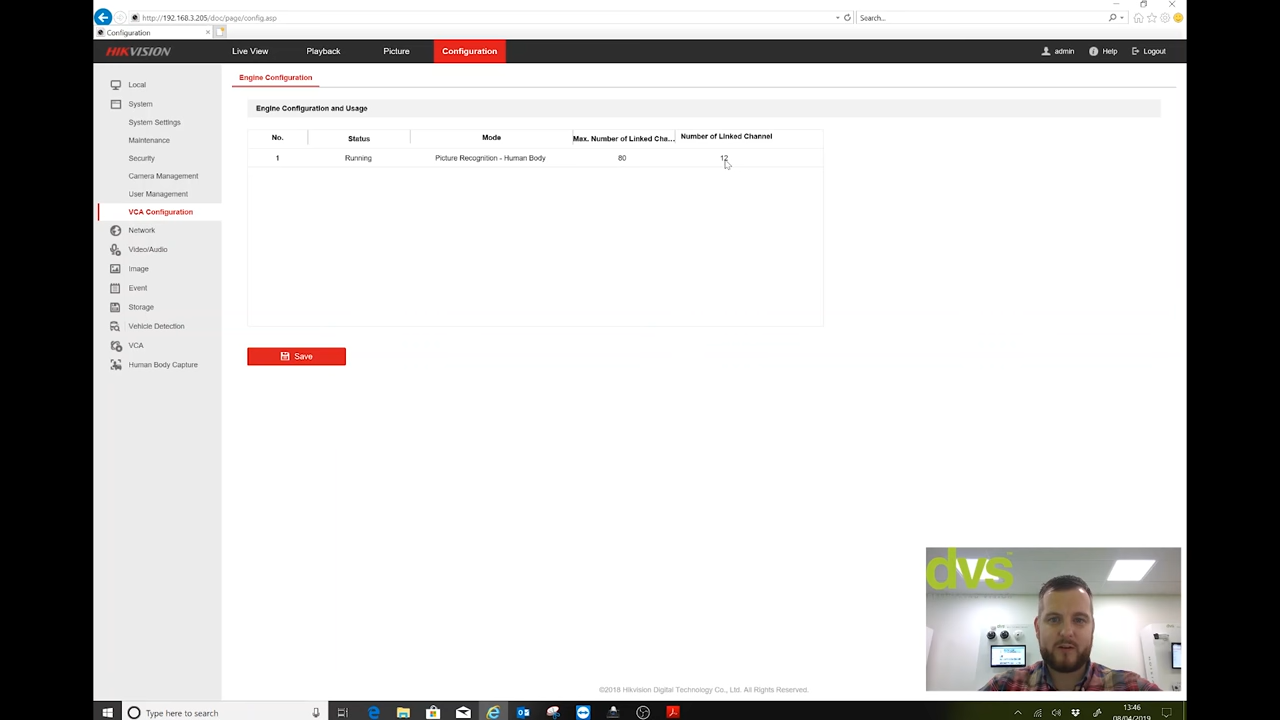 http://192.168.3.205/doc/page/config.asp
Search...
Configuration
HIKVISION
Live View
Playback
Picture
Configuration
admin
Help
Logout
Local
System
System Settings
Maintenance
Security
Camera Management
User Management
VCA Configuration
Network
Video/Audio
Image
Event
Storage
Vehicle Detection
VCA
Human Body Capture
Engine Configuration
Engine Configuration and Usage
No. Status Mode Max. Number of Linked Cha... Number of Linked Channel
1 Running Picture Recognition - Human Body 80 12
Save
dvs
©2018 Hikvision Digital Technology Co., Ltd. All Rights Reserved.
Type here to search
13:46
08/04/2019